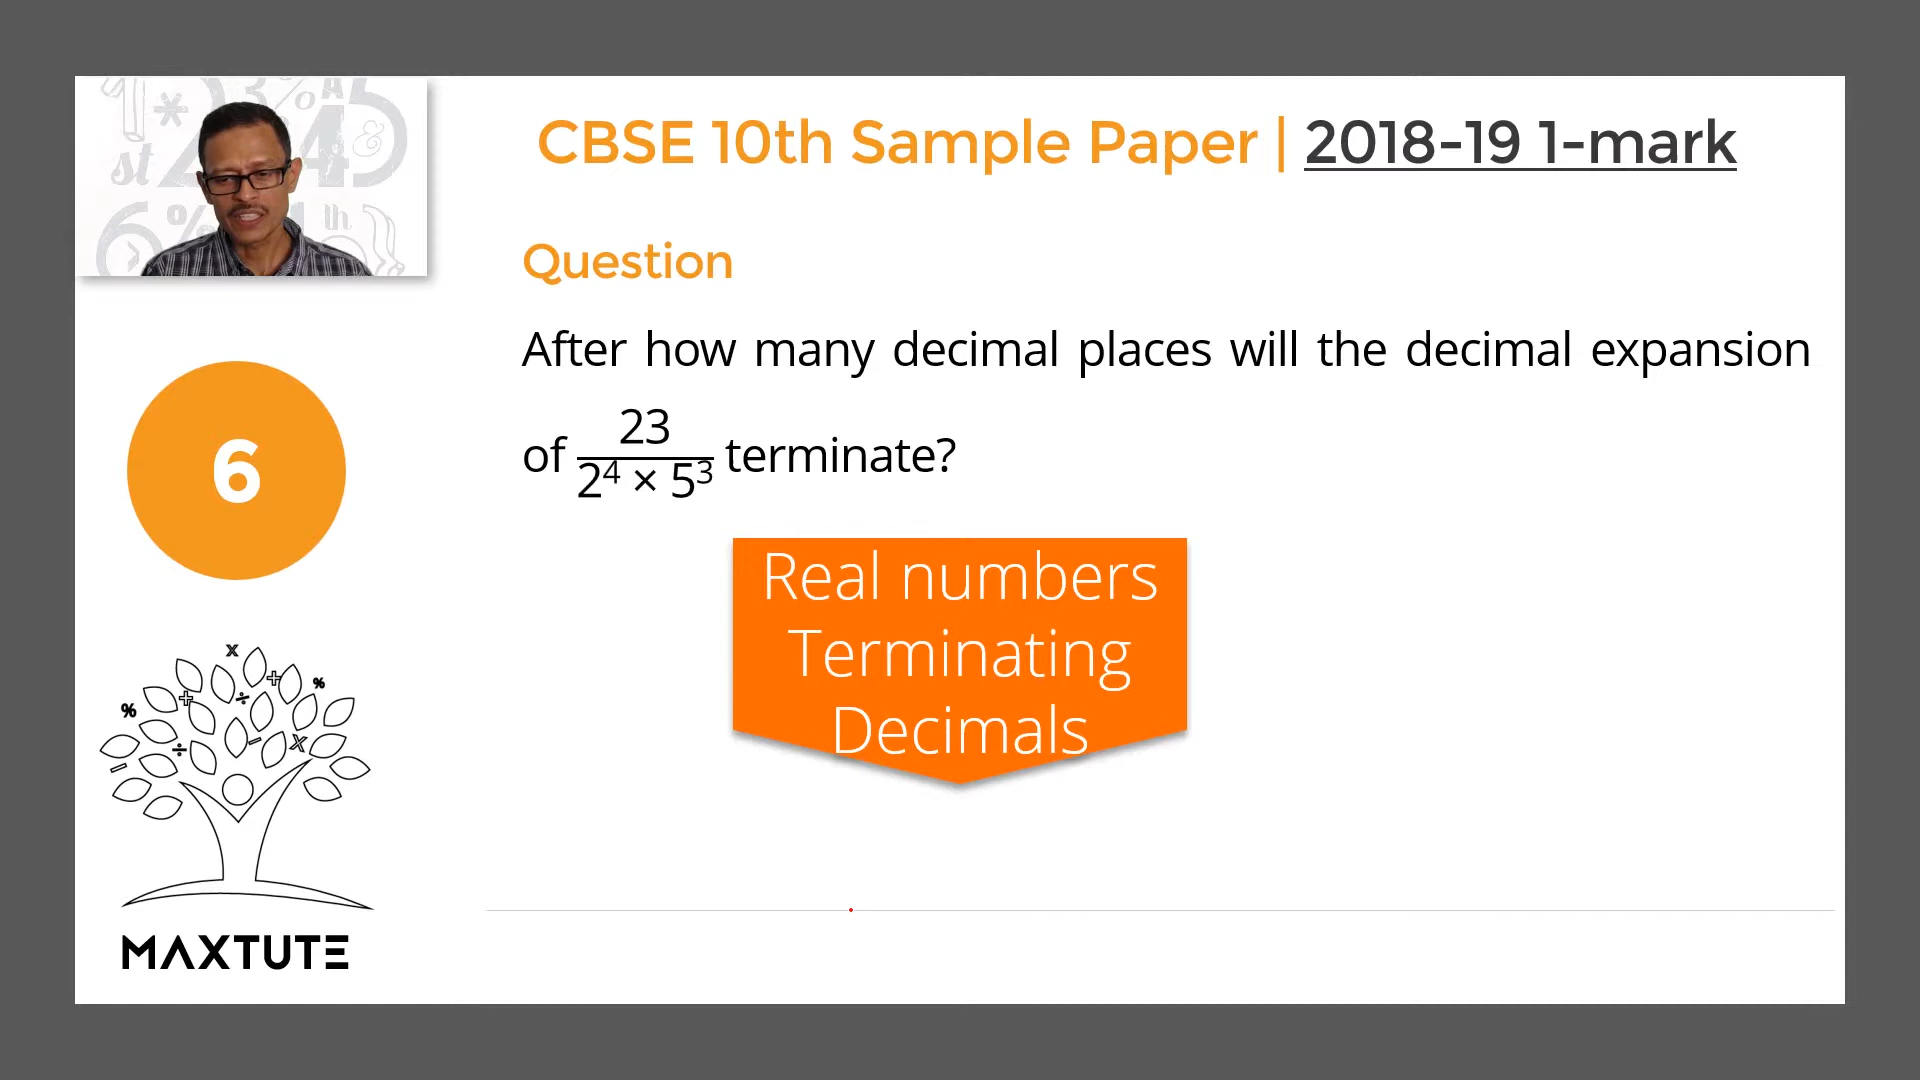 CBSE 10th Sample Paper | 2018-19 1-mark
Question
After how many decimal places will the decimal expansion
of 23 / 2⁴ × 5³ terminate?
6
Real numbers
Terminating
Decimals
MAXTUTE